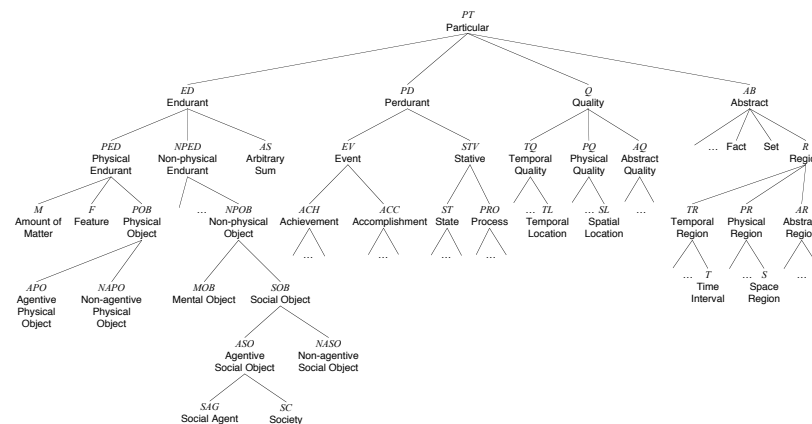 PT
Particular
ED
Endurant
PD
Perdurant
Q
Quality
AB
Abstract
PED
Physical
Endurant
NPED
Non-physical
Endurant
AS
Arbitrary
Sum
EV
Event
STV
Stative
TQ
Temporal
Quality
PQ
Physical
Quality
AQ
Abstract
Quality
... Fact
Set
R
M
Amount of
Matter
F
Feature
POB
Physical
Object
...
NPOB
Non-physical
Object
ACH
Achievement
...
ACC
Accomplishment
...
ST
State
...
PRO
Process
...
... TL
Temporal
Location
... SL
Spatial
Location
...
TR
Temporal
Region
PR
Physical
Region
AR
APO
Agentive
Physical
Object
NAPO
Non-agentive
Physical
Object
MOB
Mental Object
SOB
Social Object
... T
Time
Interval
... S
Space
Region
...
ASO
Agentive
Social Object
NASO
Non-agentive
Social Object
SAG
Social Agent
SC
Society